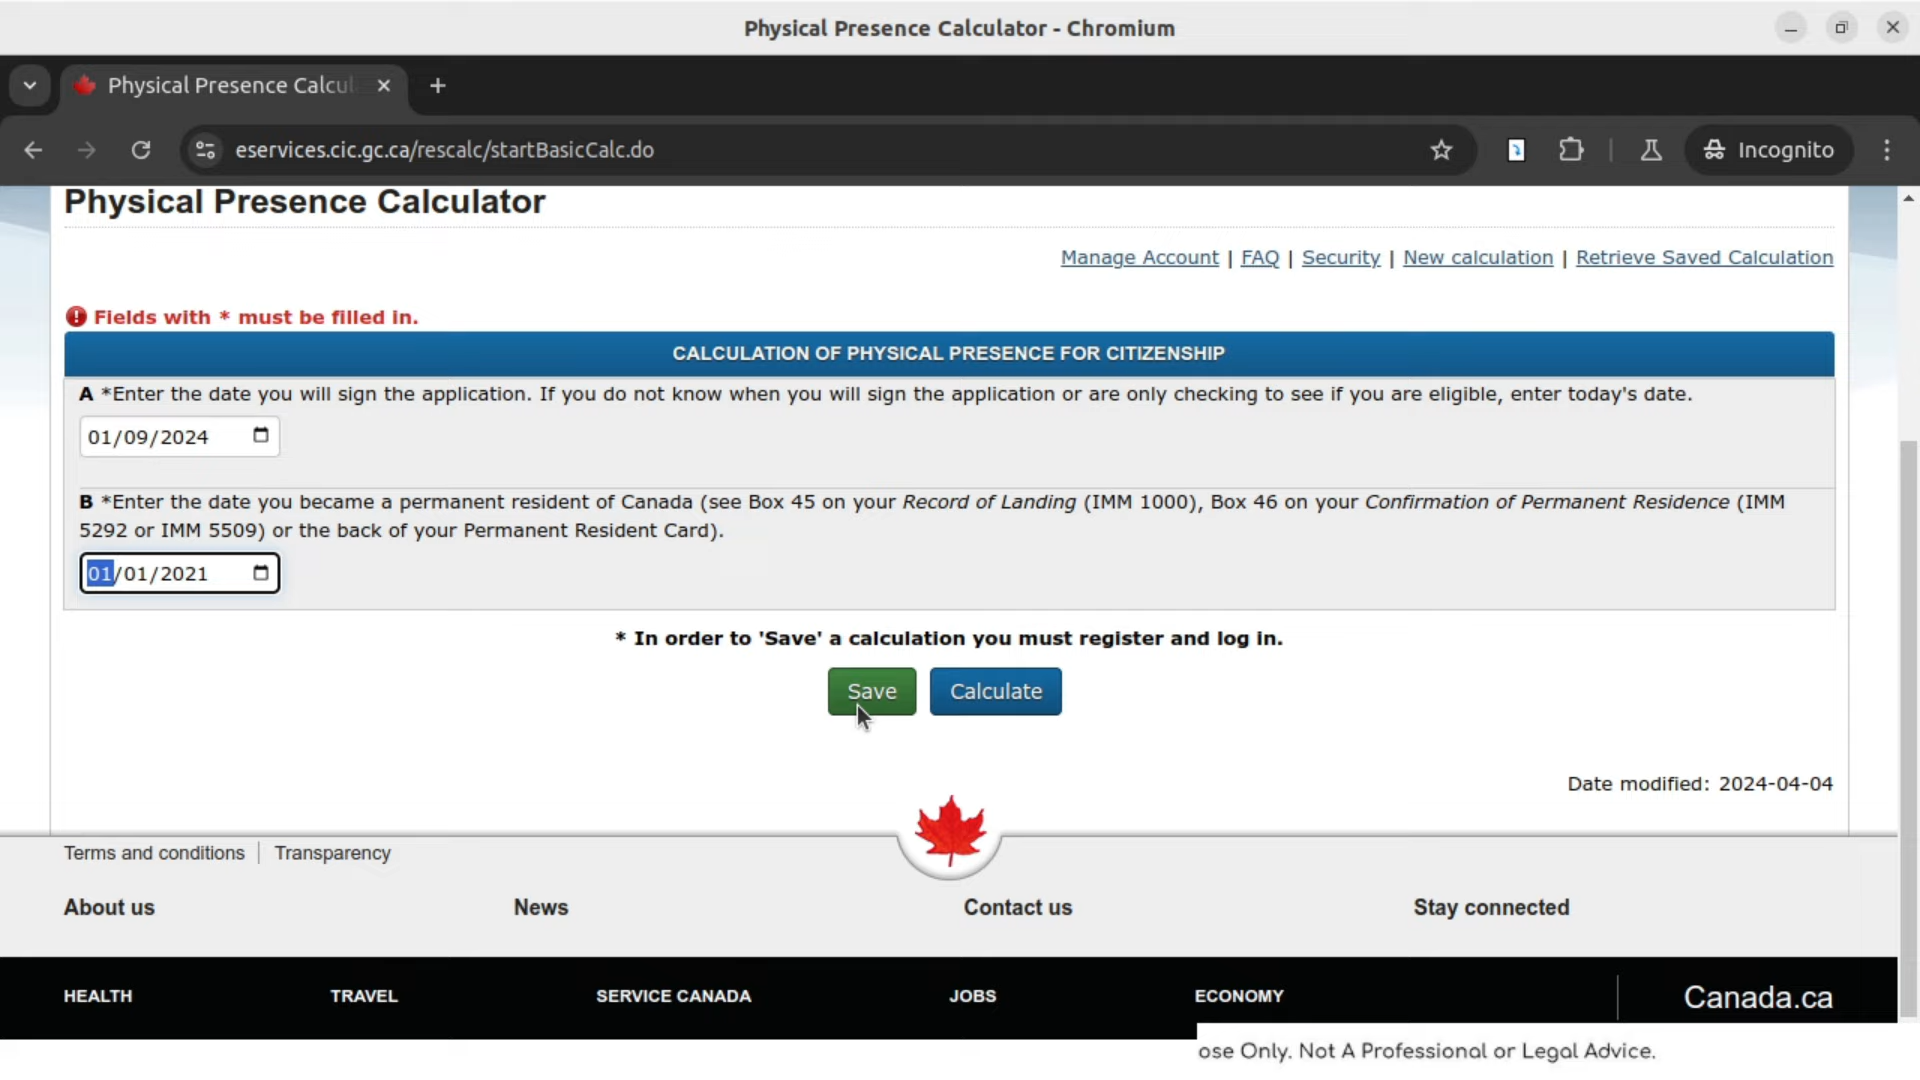 Physical Presence Calculator - Chromium
Physical Presence Calcul
eservices.cic.gc.ca/rescalc/startBasicCalc.do
Incognito
Physical Presence Calculator
Manage Account | FAQ | Security | New calculation | Retrieve Saved Calculation
Fields with * must be filled in.
CALCULATION OF PHYSICAL PRESENCE FOR CITIZENSHIP
A *Enter the date you will sign the application. If you do not know when you will sign the application or are only checking to see if you are eligible, enter today's date.
01/09/2024
B *Enter the date you became a permanent resident of Canada (see Box 45 on your Record of Landing (IMM 1000), Box 46 on your Confirmation of Permanent Residence (IMM
5292 or IMM 5509) or the back of your Permanent Resident Card).
01/01/2021
* In order to 'Save' a calculation you must register and log in.
Save Calculate
Date modified: 2024-04-04
Terms and conditions | Transparency
About us News Contact us Stay connected
HEALTH TRAVEL SERVICE CANADA JOBS ECONOMY Canada.ca
ose Only. Not A Professional or Legal Advice.